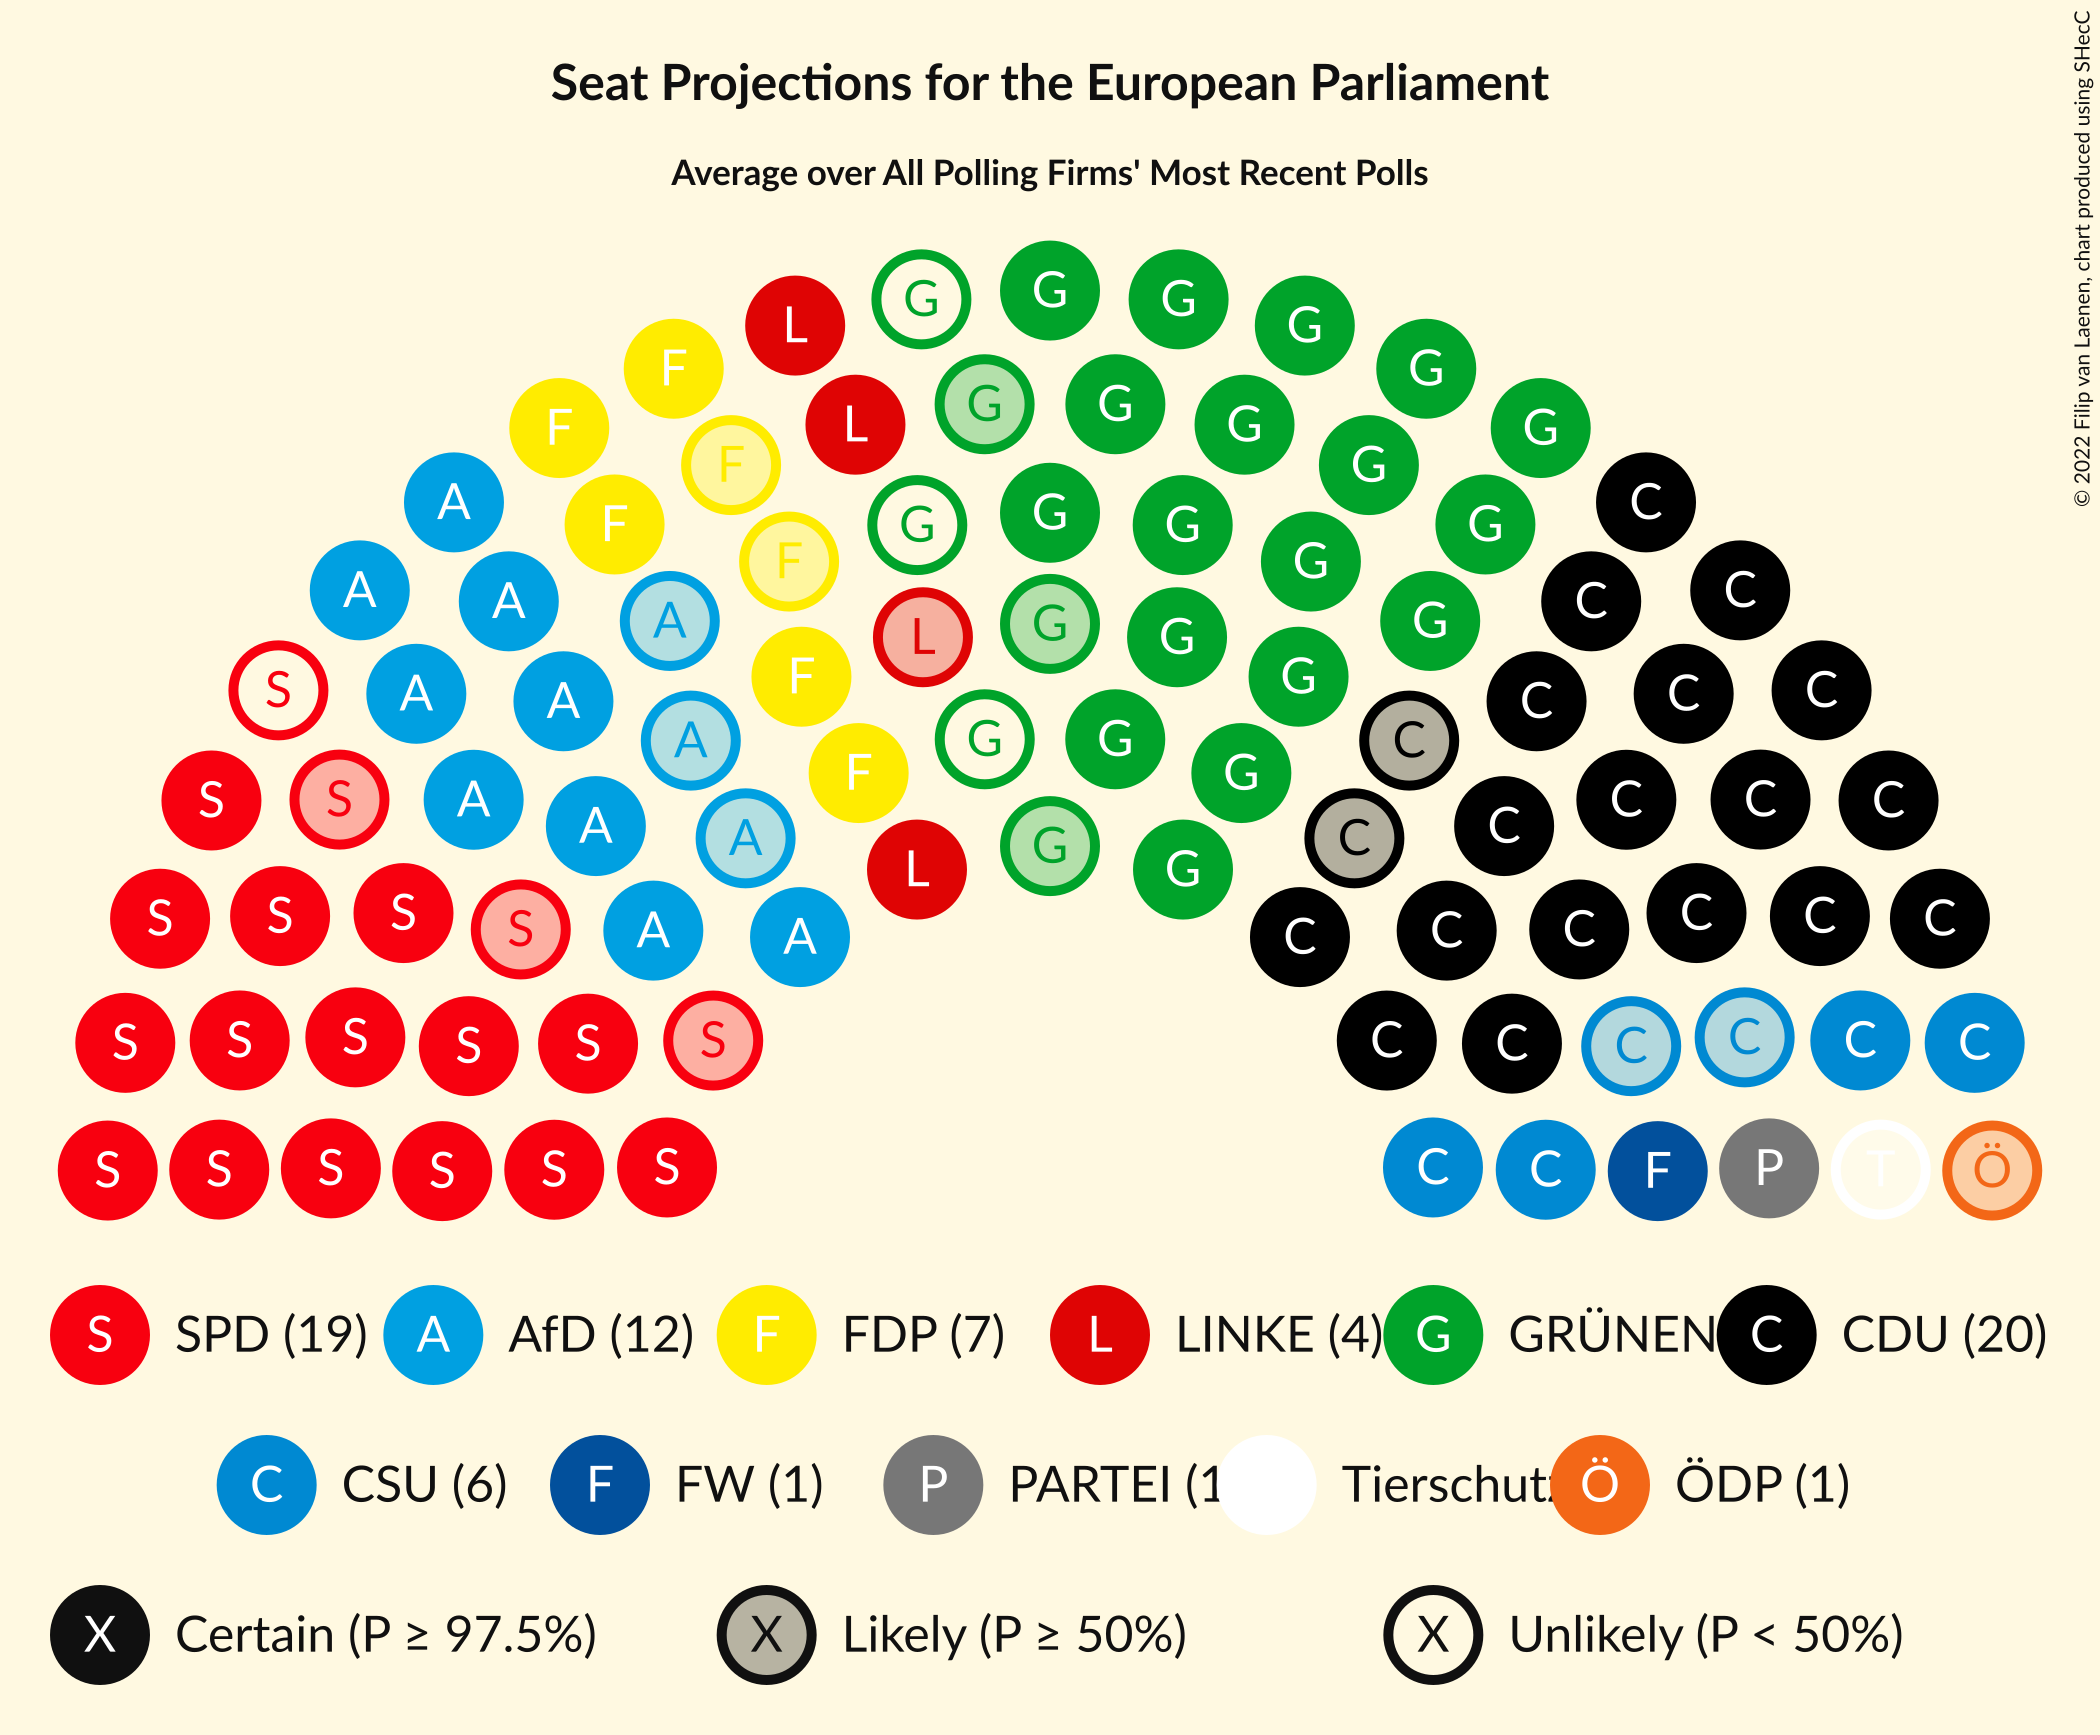 Seat Projections for the European Parliament
Average over All Polling Firms' Most Recent Polls
© 2022 Filip van Laenen, chart produced using SHecC
G G G G G G
L G G G G G
F L G G G G
F F G G G G C
A F F L G G G C C
A A A F G G G C C C
S A A A F G G C C C C
S S A A A L G G C C C C C
S S S S A A C C C C C C
S S S S S S C C C C C C
S S S S S S C C F P T Ö
S SPD (19) A AfD (12) F FDP (7) L LINKE (4) G GRÜNEN C CDU (20)
C CSU (6) F FW (1) P PARTEI (1 Tierschutz Ö ÖDP (1)
X Certain (P ≥ 97.5%) X Likely (P ≥ 50%) X Unlikely (P < 50%)